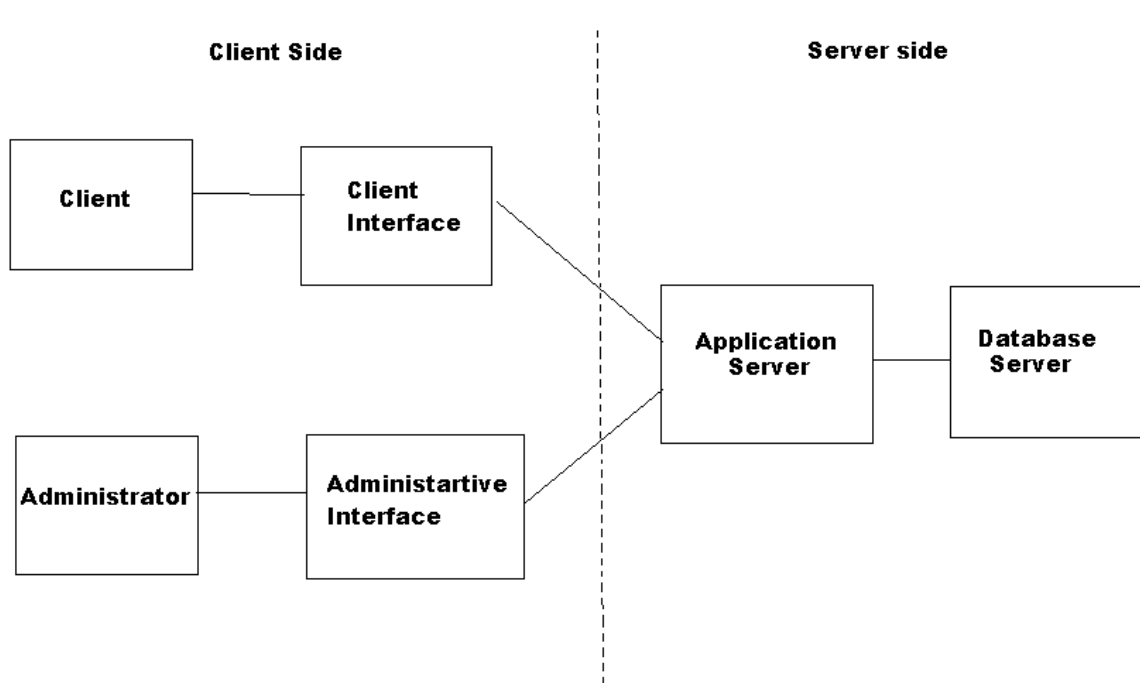 Client Side
Server side
Client
Client
Interface
Application
Server
Database
Server
Administrator
Administartive
Interface